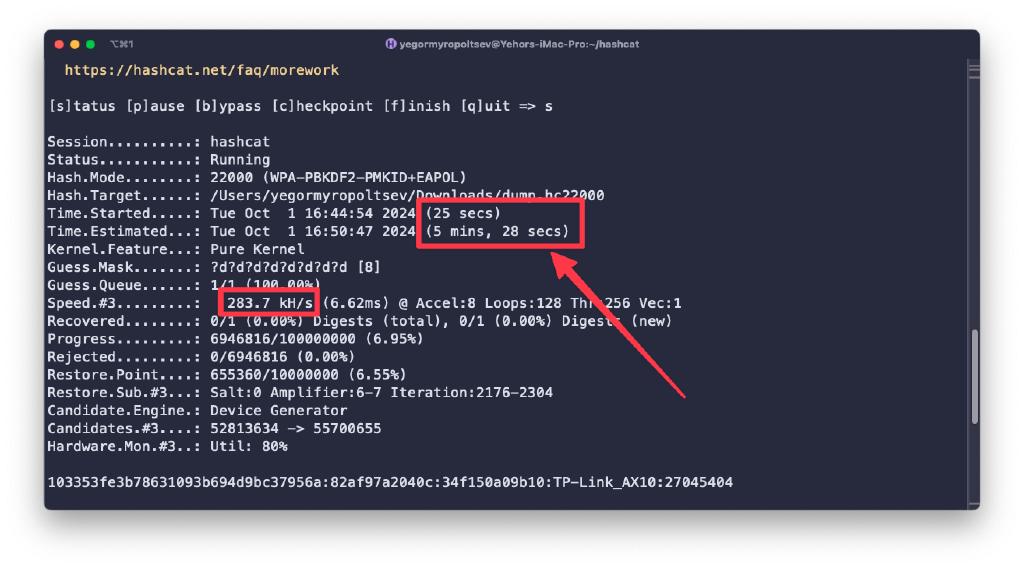 ⌥⌘1
yegormyropoltsev@Yehors-iMac-Pro:~/hashcat
https://hashcat.net/faq/morework
[s]tatus [p]ause [b]ypass [c]heckpoint [f]inish [q]uit => s
Session..........: hashcat
Status...........: Running
Hash.Mode........: 22000 (WPA-PBKDF2-PMKID+EAPOL)
Hash.Target......: /Users/yegormyropoltsev/Downloads/dump.hc22000
Time.Started.....: Tue Oct  1 16:44:54 2024 (25 secs)
Time.Estimated...: Tue Oct  1 16:50:47 2024 (5 mins, 28 secs)
Kernel.Feature...: Pure Kernel
Guess.Mask.......: ?d?d?d?d?d?d?d?d [8]
Guess.Queue......: 1/1 (100.00%)
Speed.#3.........: 283.7 kH/s (6.62ms) @ Accel:8 Loops:128 Thr:256 Vec:1
Recovered........: 0/1 (0.00%) Digests (total), 0/1 (0.00%) Digests (new)
Progress.........: 6946816/100000000 (6.95%)
Rejected.........: 0/6946816 (0.00%)
Restore.Point....: 655360/10000000 (6.55%)
Restore.Sub.#3...: Salt:0 Amplifier:6-7 Iteration:2176-2304
Candidate.Engine.: Device Generator
Candidates.#3....: 52813634 -> 55700655
Hardware.Mon.#3..: Util: 80%
103353fe3b78631093b694d9bc37956a:82af97a2040c:34f150a09b10:TP-Link_AX10:27045404